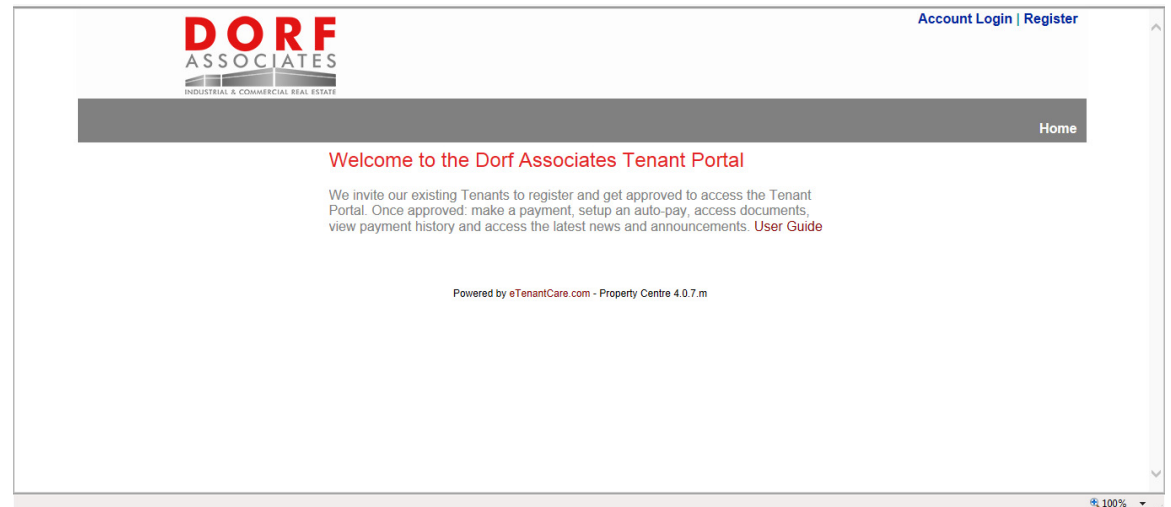 DORF
ASSOCIATES
INDUSTRIAL & COMMERCIAL REAL ESTATE
Account Login | Register
Home
Welcome to the Dorf Associates Tenant Portal
We invite our existing Tenants to register and get approved to access the Tenant
Portal. Once approved: make a payment, setup an auto-pay, access documents,
view payment history and access the latest news and announcements. User Guide
Powered by eTenantCare.com - Property Centre 4.0.7.m
100%